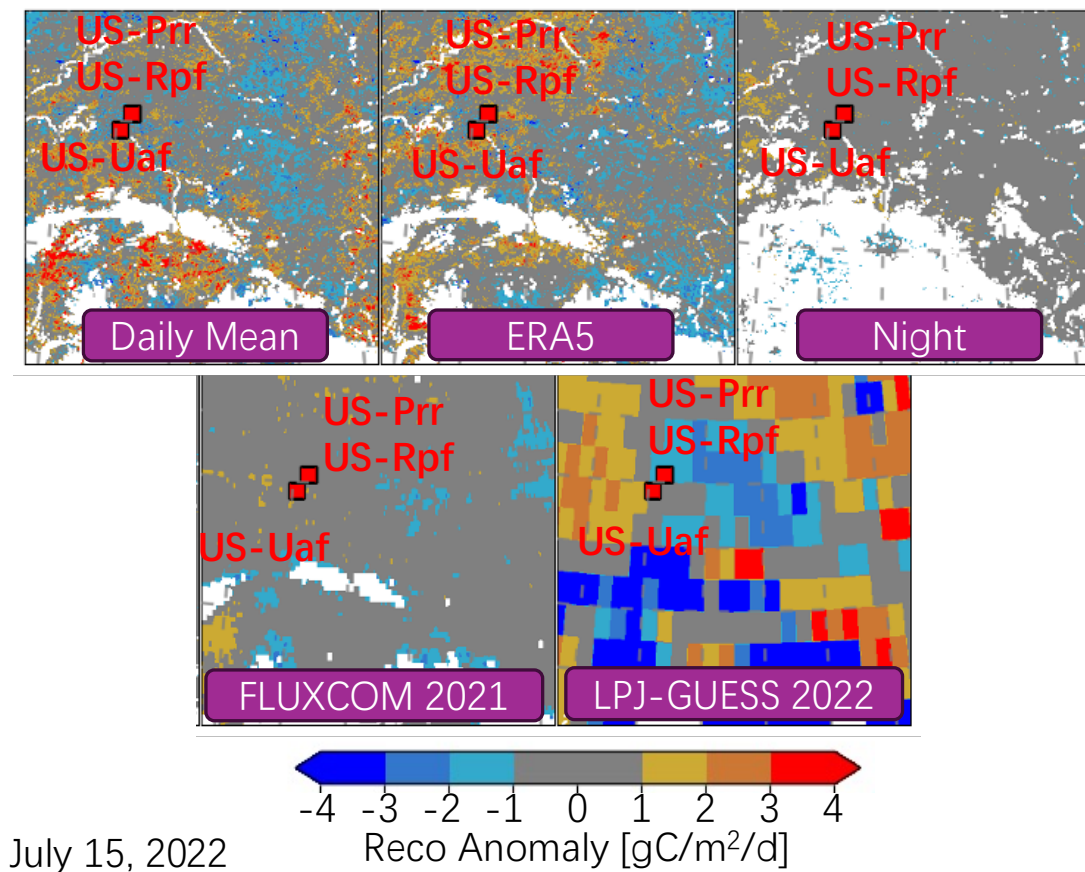 US-Prr
US-Rpf
US-Uaf
Daily Mean
US-Prr
US-Rpf
US-Uaf
ERA5
US-Prr
US-Rpf
US-Uaf
Night
US-Prr
US-Rpf
US-Uaf
FLUXCOM 2021
US-Prr
US-Rpf
US-Uaf
LPJ-GUESS 2022
-4 -3 -2 -1 0 1 2 3 4
Reco Anomaly [gC/m²/d]
July 15, 2022